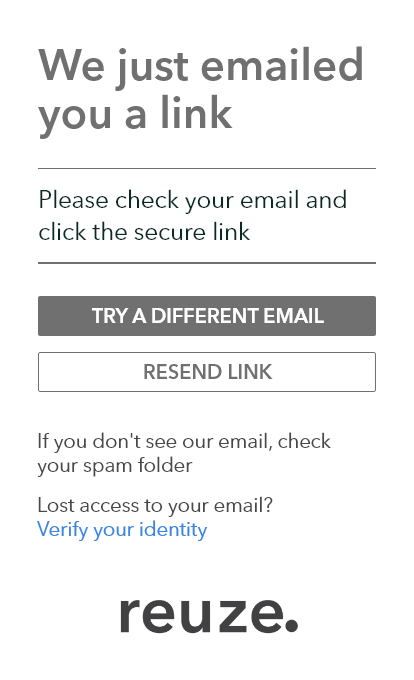 We just emailed
you a link
Please check your email and
click the secure link
TRY A DIFFERENT EMAIL
RESEND LINK
If you don't see our email, check
your spam folder
Lost access to your email?
Verify your identity
reuze.